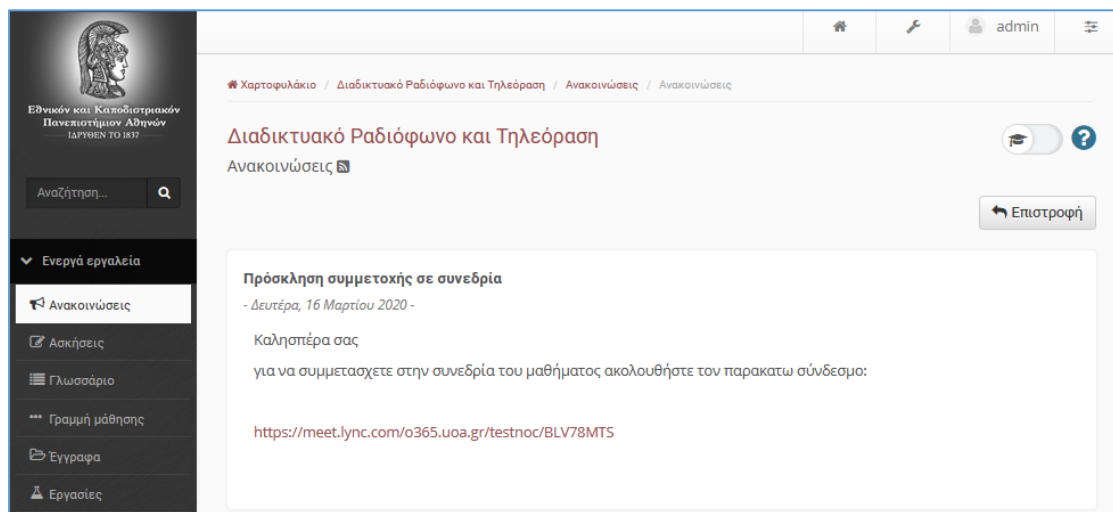 Εθνικόν και Καποδιστριακόν
Πανεπιστήμιον Αθηνών
ΙΔΡΥΘΕΝ ΤΟ 1837
Αναζήτηση...
Ενεργά εργαλεία
Ανακοινώσεις
Ασκήσεις
Γλωσσάριο
Γραμμή μάθησης
Έγγραφα
Εργασίες
admin
Χαρτοφυλάκιο / Διαδικτυακό Ραδιόφωνο και Τηλεόραση / Ανακοινώσεις / Ανακοινώσεις
Διαδικτυακό Ραδιόφωνο και Τηλεόραση
Ανακοινώσεις
Επιστροφή
Πρόσκληση συμμετοχής σε συνεδρία
- Δευτέρα, 16 Μαρτίου 2020 -
Καλησπέρα σας
για να συμμετασχετε στην συνεδρία του μαθήματος ακολουθήστε τον παρακατω σύνδεσμο:
https://meet.lync.com/o365.uoa.gr/testnoc/BLV78MTS